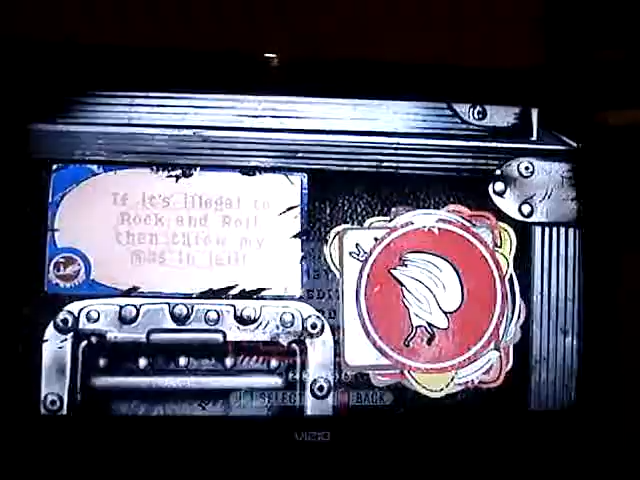 If it's illegal to
Rock and Roll
then throw my
@$$ in jail!
SELECT BACK
VIZIO